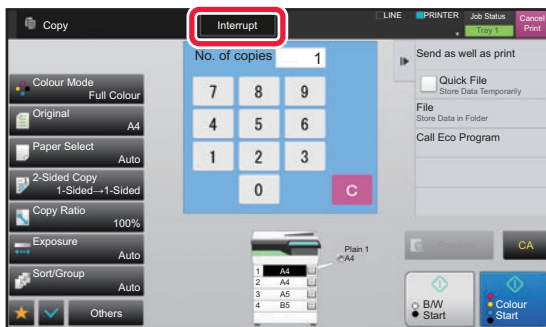 Copy
Interrupt
LINE
PRINTER
Job Status
Tray 1
Cancel
Print
No. of copies
1
7 8 9
4 5 6
1 2 3
0
C
Colour Mode
Full Colour
Original
A4
Paper Select
Auto
2-Sided Copy
1-Sided→1-Sided
Copy Ratio
100%
Exposure
Auto
Sort/Group
Auto
Others
1 A4
2 A4
3 A5
4 B5
Plain 1
A4
Send as well as print
Quick File
Store Data Temporarily
File
Store Data in Folder
Call Eco Program
CA
B/W
Start
Colour
Start